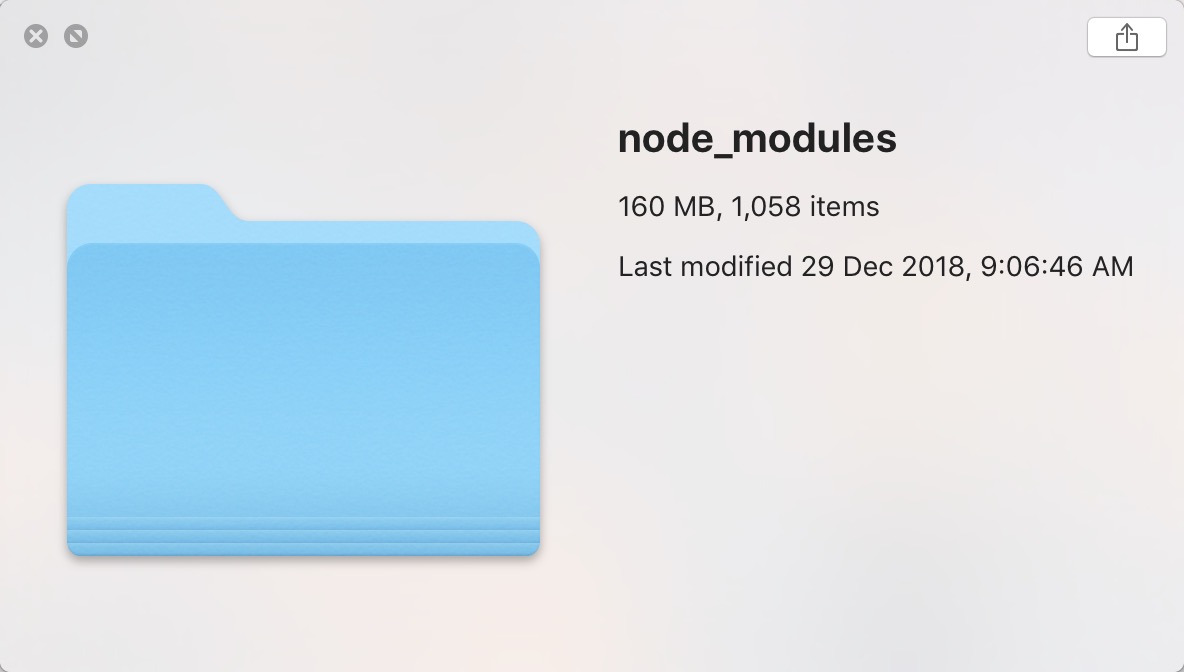 node_modules
160 MB, 1,058 items
Last modified 29 Dec 2018, 9:06:46 AM